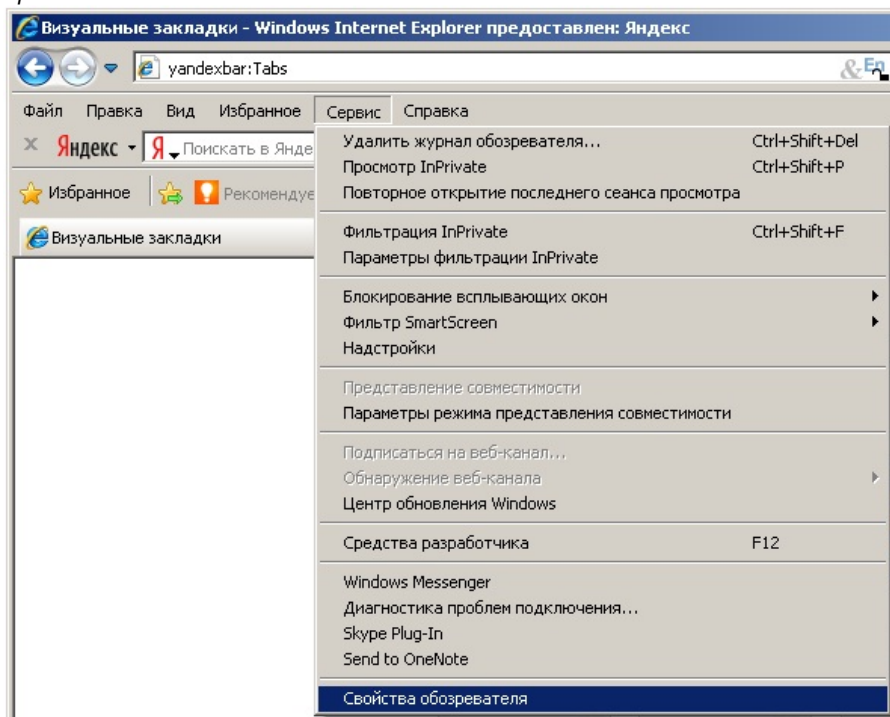 Визуальные закладки - Windows Internet Explorer предоставлен: Яндекс
yandexbar:Tabs
Файл Правка Вид Избранное Сервис Справка
Яндекс Я Поискать в Янде
Избранное Рекомендуе
Визуальные закладки
Удалить журнал обозревателя... Ctrl+Shift+Del
Просмотр InPrivate Ctrl+Shift+P
Повторное открытие последнего сеанса просмотра
Фильтрация InPrivate Ctrl+Shift+F
Параметры фильтрации InPrivate
Блокирование всплывающих окон
Фильтр SmartScreen
Надстройки
Представление совместимости
Параметры режима представления совместимости
Подписаться на веб-канал...
Обнаружение веб-канала
Центр обновления Windows
Средства разработчика F12
Windows Messenger
Диагностика проблем подключения...
Skype Plug-In
Send to OneNote
Свойства обозревателя